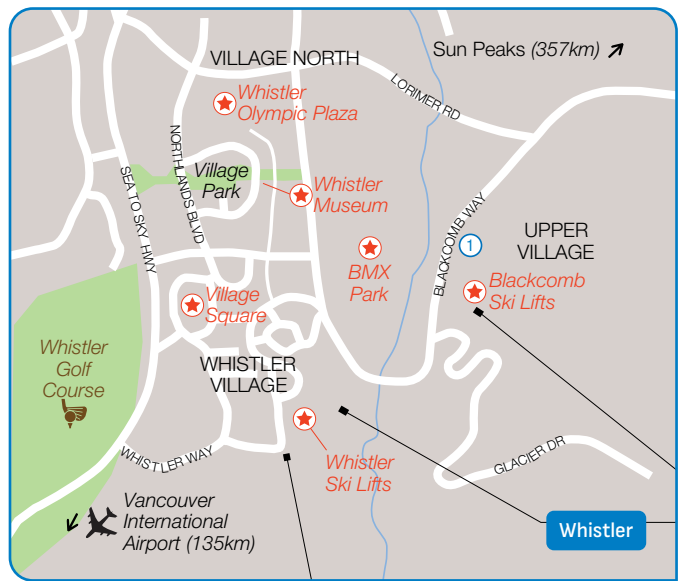 Sun Peaks (357km)
VILLAGE NORTH
LORIMER RD
Whistler
Olympic Plaza
NORTHLANDS BLVD
Village
Park
SEA TO SKY HWY
Whistler
Museum
BLACKCOMB WAY
1
UPPER
VILLAGE
BMX
Park
Blackcomb
Ski Lifts
Village
Square
Whistler
Golf
Course
WHISTLER
VILLAGE
WHISTLER WAY
Whistler
Ski Lifts
GLACIER DR
Vancouver
International
Airport (135km)
Whistler